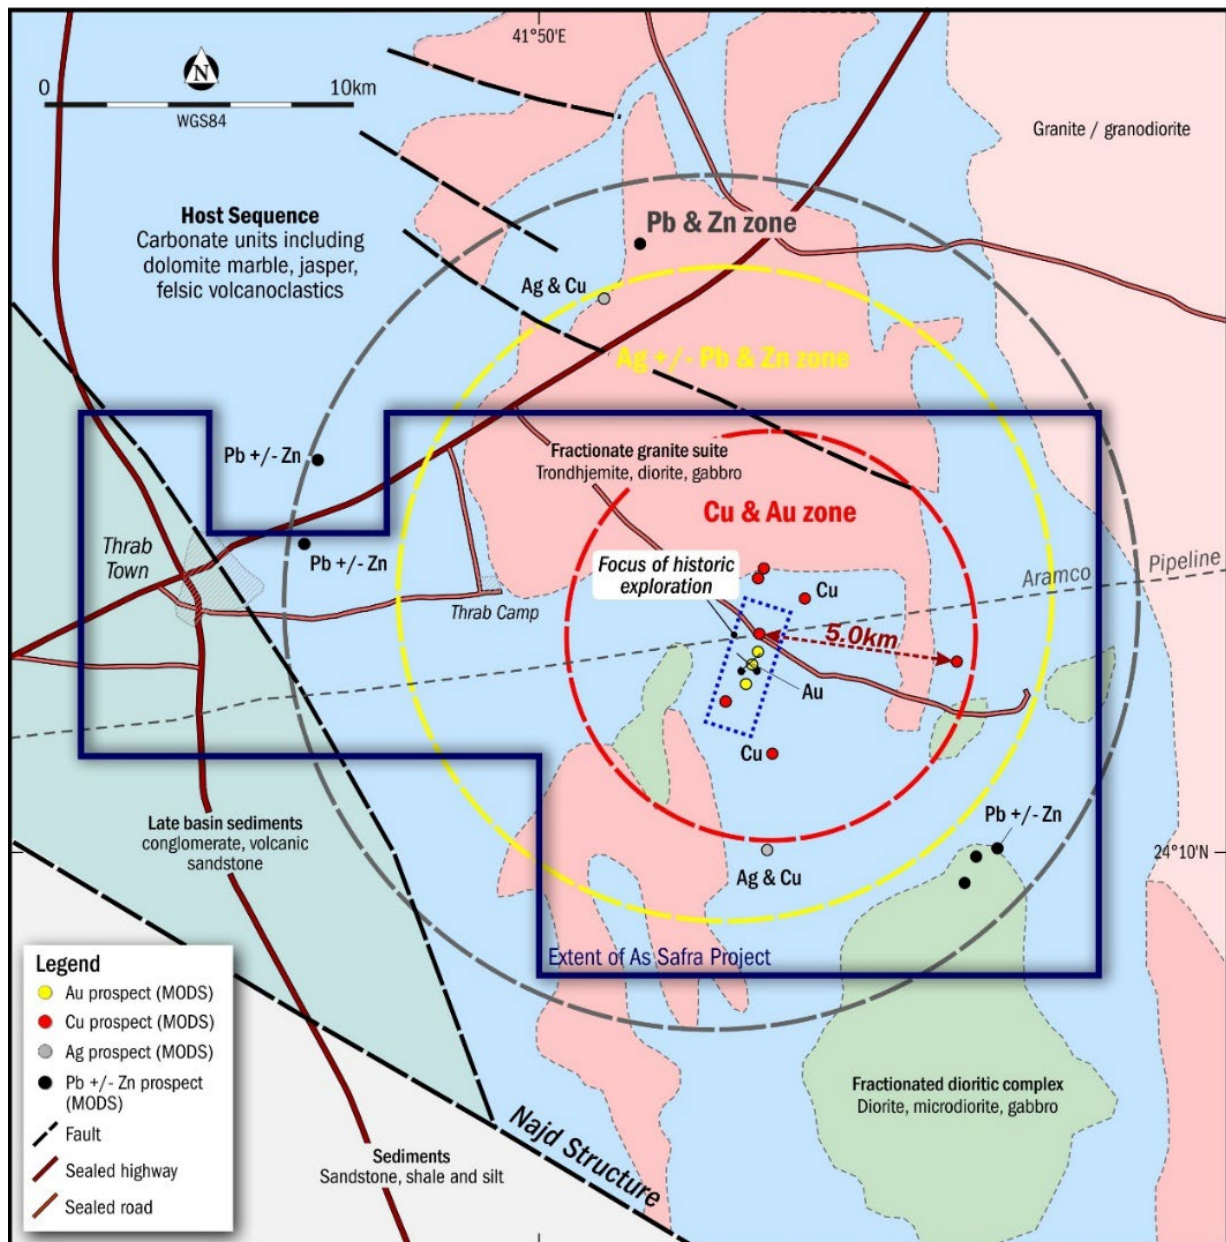 41°50'E
N
0
10km
WGS84
Granite / granodiorite
Host Sequence
Carbonate units including
dolomite marble, jasper,
felsic volcanoclastics
Pb & Zn zone
Ag & Cu
Ag +/- Pb & Zn zone
Pb +/- Zn
Fractionate granite suite
Trondhjemite, diorite, gabbro
Cu & Au zone
Thrab
Town
Pb +/- Zn
Focus of historic
exploration
Cu
Aramco
Pipeline
Thrab Camp
5.0km
Au
Cu
Late basin sediments
conglomerate, volcanic
sandstone
Pb +/- Zn
24°10'N
Ag & Cu
Extent of As Safra Project
Legend
Au prospect (MODS)
Cu prospect (MODS)
Ag prospect (MODS)
Pb +/- Zn prospect
(MODS)
Fault
Sealed highway
Sealed road
Fractionated dioritic complex
Diorite, microdiorite, gabbro
Najd Structure
Sediments
Sandstone, shale and silt